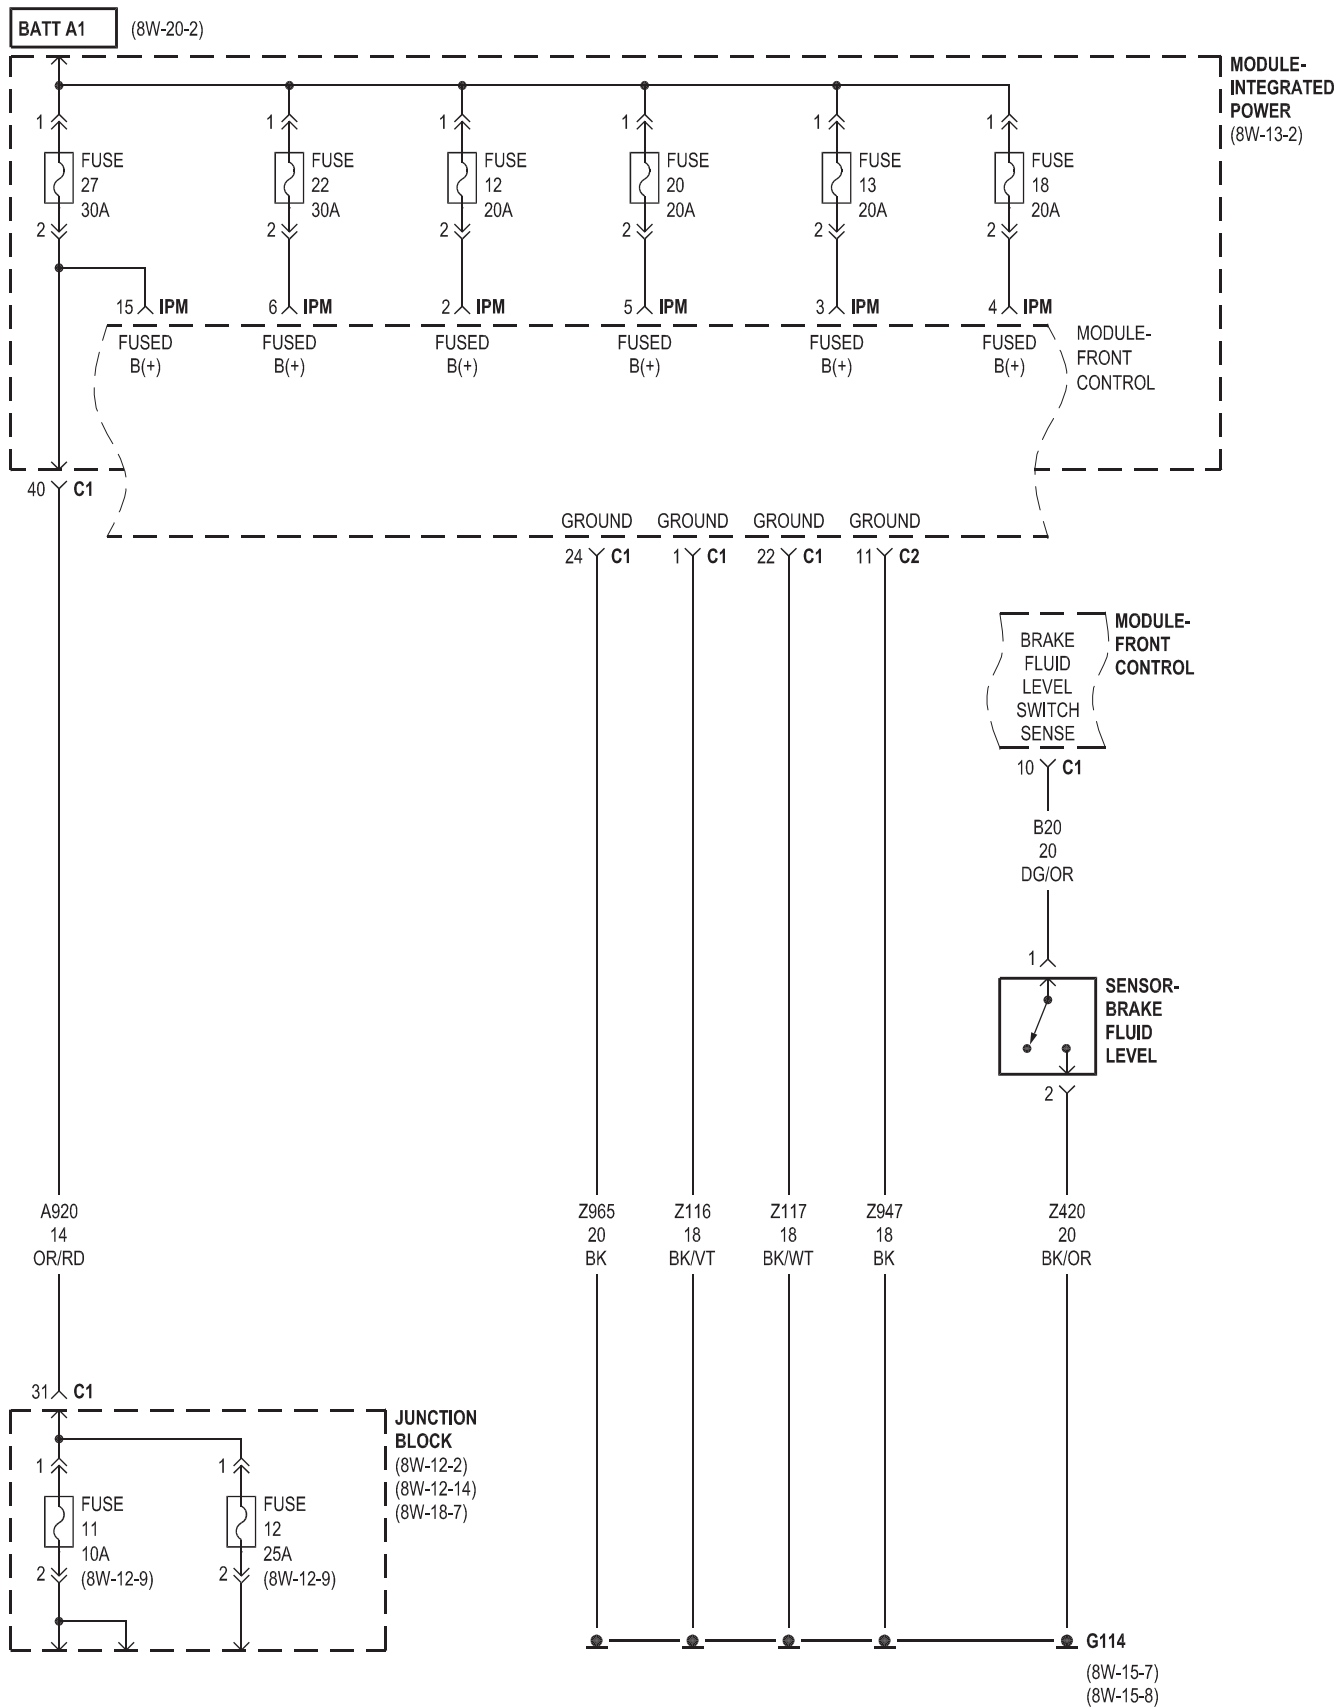 BATT A1 (8W-20-2)
MODULE-
INTEGRATED
POWER
(8W-13-2)
1 1 1 1 1 1
FUSE FUSE FUSE FUSE FUSE FUSE
27 22 12 20 13 18
30A 30A 20A 20A 20A 20A
2 2 2 2 2 2
15 IPM 6 IPM 2 IPM 5 IPM 3 IPM 4 IPM
FUSED FUSED FUSED FUSED FUSED FUSED
B(+) B(+) B(+) B(+) B(+) B(+)
MODULE-
FRONT
CONTROL
40 C1
GROUND GROUND GROUND GROUND
24 C1 1 C1 22 C1 11 C2
BRAKE
FLUID
LEVEL
SWITCH
SENSE
MODULE-
FRONT
CONTROL
10 C1
B20
20
DG/OR
1
SENSOR-
BRAKE
FLUID
LEVEL
2
A920 Z965 Z116 Z117 Z947 Z420
14 20 18 18 18 20
OR/RD BK BK/VT BK/WT BK BK/OR
31 C1
JUNCTION
BLOCK
(8W-12-2)
(8W-12-14)
(8W-18-7)
1 1
FUSE FUSE
11 12
10A 25A
2 (8W-12-9) 2 (8W-12-9)
G114
(8W-15-7)
(8W-15-8)